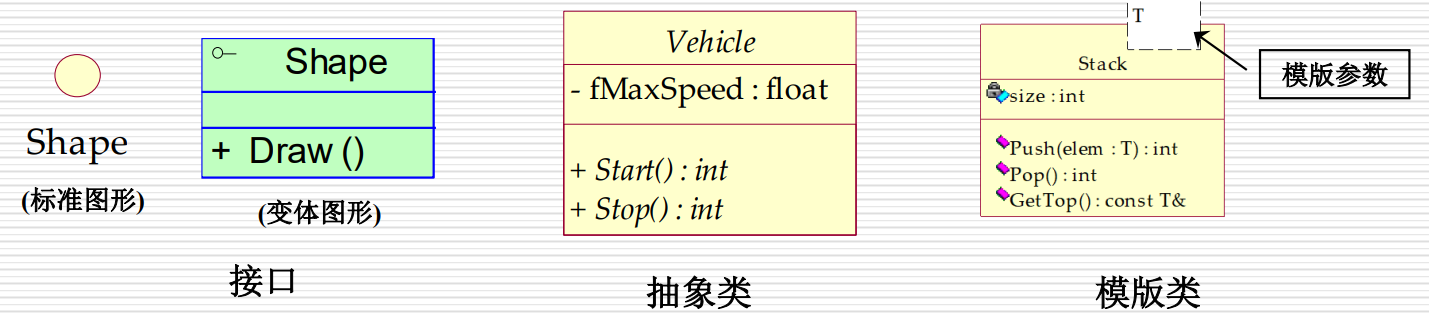 Shape
(标准图形)
Shape
+ Draw ()
(变体图形)
接口
Vehicle
- fMaxSpeed : float
+ Start() : int
+ Stop() : int
抽象类
T
Stack
size : int
Push(elem : T) : int
Pop() : int
GetTop() : const T&
模版参数
模版类